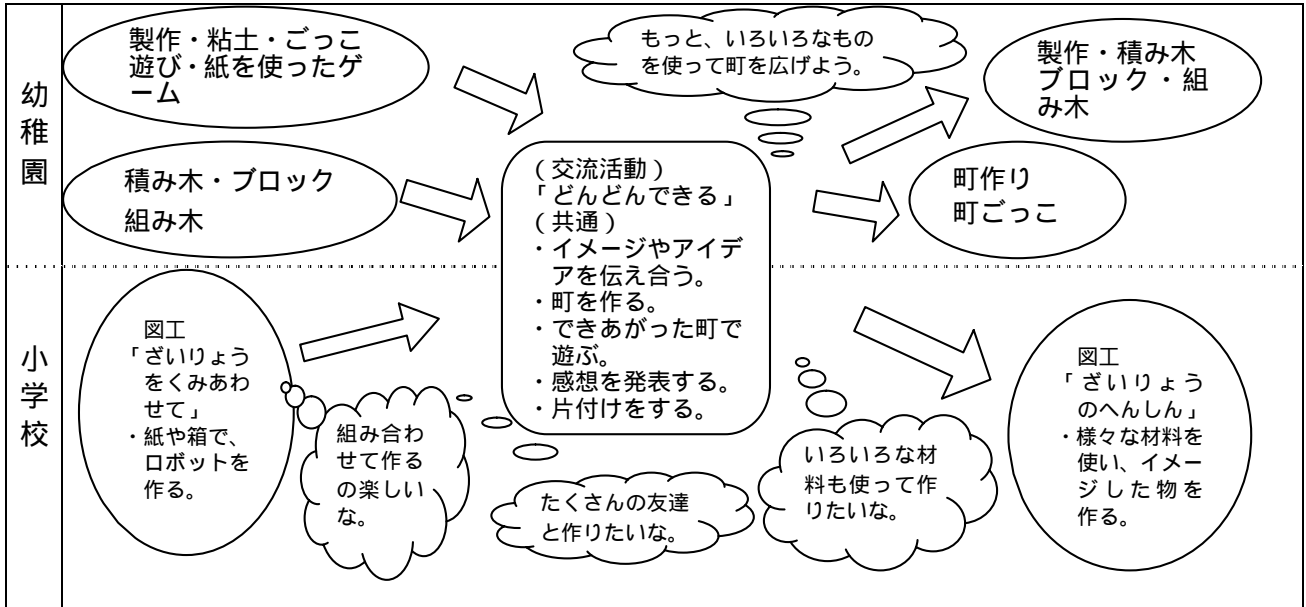 幼
稚
園
製作・粘土・ごっこ
遊び・紙を使ったゲ
ーム
積み木・ブロック
組み木
もっと、いろいろなもの
を使って町を広げよう。
製作・積み木
ブロック・組
み木
町作り
町ごっこ
(交流活動)
「どんどんできる」
(共通)
・イメージやアイデ
アを伝え合う。
・町を作る。
・できあがった町で
遊ぶ。
・感想を発表する。
・片付けをする。
小
学
校
図工
「ざいりょう
をくみあわ
せて」
・紙や箱で、
ロボットを
作る。
組み合わ
せて作る
の楽しい
な。
たくさんの友達
と作りたいな。
いろいろな材
料も使って作
りたいな。
図工
「ざいりょう
のへんしん」
・様々な材料を
使い、イメー
ジした物を
作る。